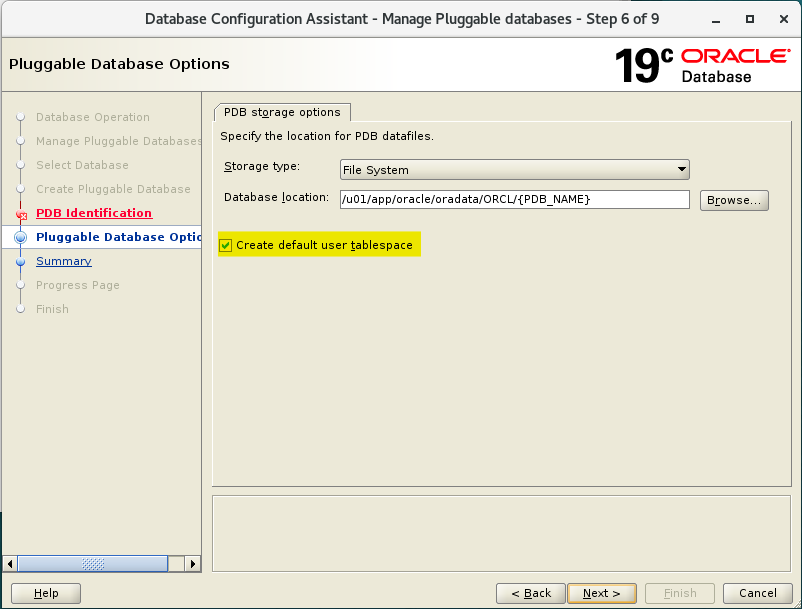 Database Configuration Assistant - Manage Pluggable databases - Step 6 of 9
Pluggable Database Options
19c ORACLE®
Database
Database Operation
Manage Pluggable Databases
Select Database
Create Pluggable Database
PDB Identification
Pluggable Database Optio
Summary
Progress Page
Finish
PDB storage options
Specify the location for PDB datafiles.
Storage type: File System
Database location: /u01/app/oracle/oradata/ORCL/{PDB_NAME} Browse...
Create default user tablespace
Help < Back Next > Finish Cancel